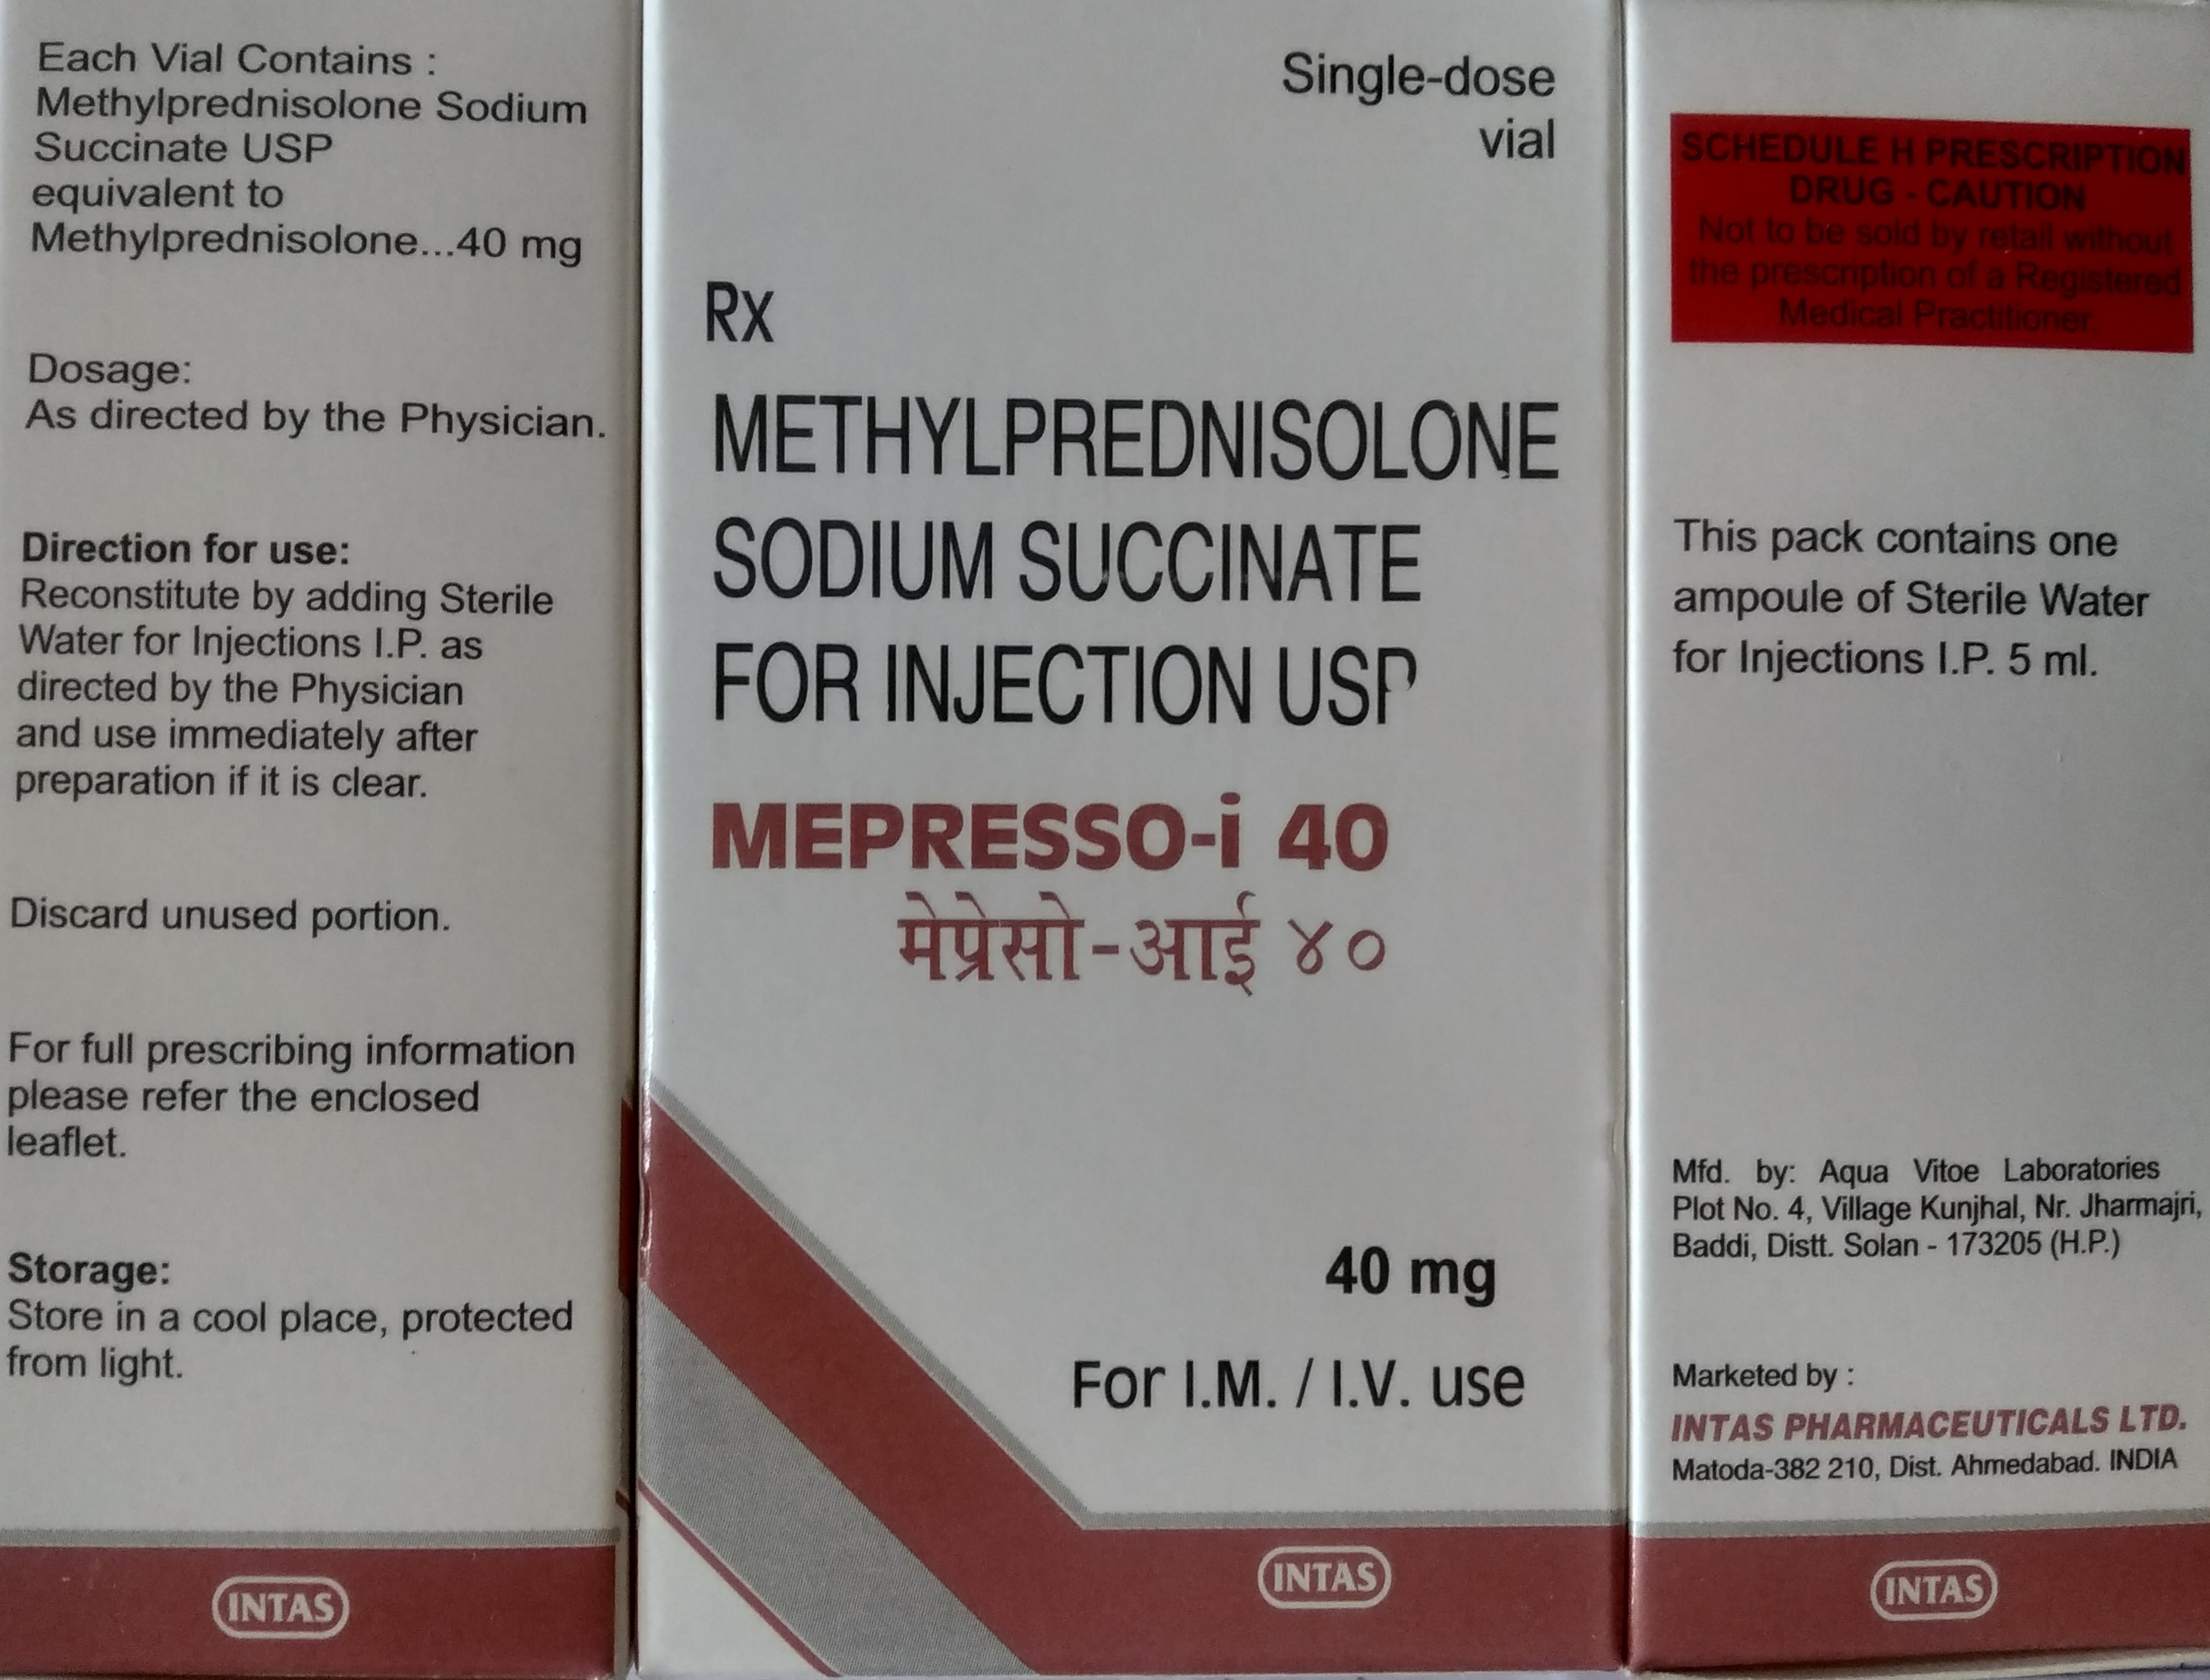 Each Vial Contains :
Methylprednisolone Sodium
Succinate USP
equivalent to
Methylprednisolone...40 mg
Dosage:
As directed by the Physician.
Direction for use:
Reconstitute by adding Sterile
Water for Injections I.P. as
directed by the Physician
and use immediately after
preparation if it is clear.
Discard unused portion.
For full prescribing information
please refer the enclosed
leaflet.
Storage:
Store in a cool place, protected
from light.
INTAS
Single-dose
vial
Rx
METHYLPREDNISOLONE
SODIUM SUCCINATE
FOR INJECTION USP
MEPRESSO-i 40
मेप्रेसो-आई ४०
40 mg
For I.M. / I.V. use
INTAS
SCHEDULE H PRESCRIPTION
DRUG - CAUTION
Not to be sold by retail without
the prescription of a Registered
Medical Practitioner.
This pack contains one
ampoule of Sterile Water
for Injections I.P. 5 ml.
Mfd. by: Aqua Vitoe Laboratories
Plot No. 4, Village Kunjhal, Nr. Jharmajri,
Baddi, Distt. Solan - 173205 (H.P.)
Marketed by :
INTAS PHARMACEUTICALS LTD.
Matoda-382 210, Dist. Ahmedabad. INDIA
INTAS